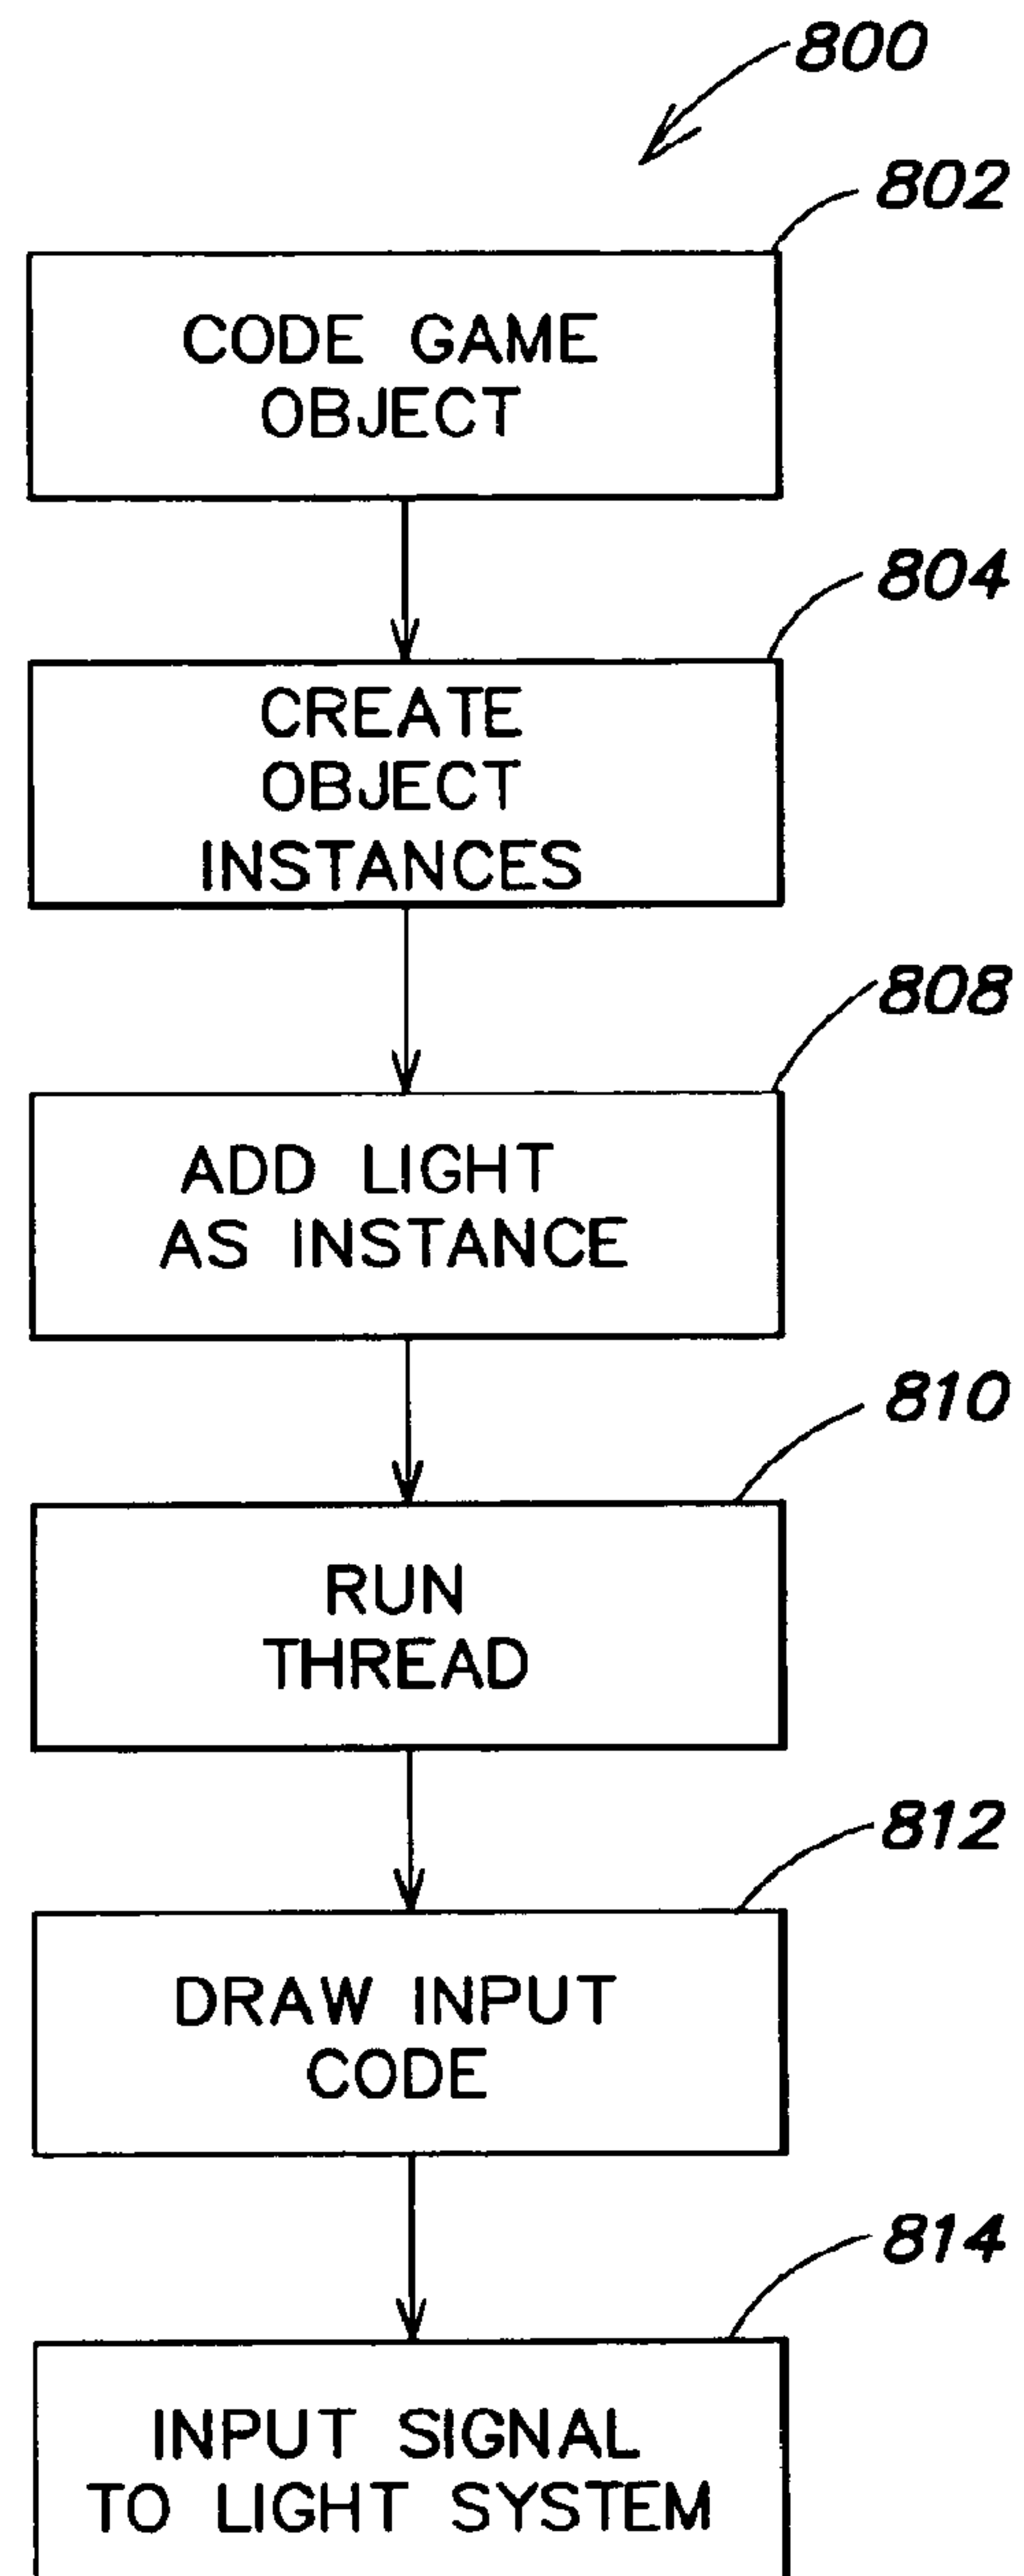 800
802
CODE GAME
OBJECT
804
CREATE
OBJECT
INSTANCES
808
ADD LIGHT
AS INSTANCE
810
RUN
THREAD
812
DRAW INPUT
CODE
814
INPUT SIGNAL
TO LIGHT SYSTEM